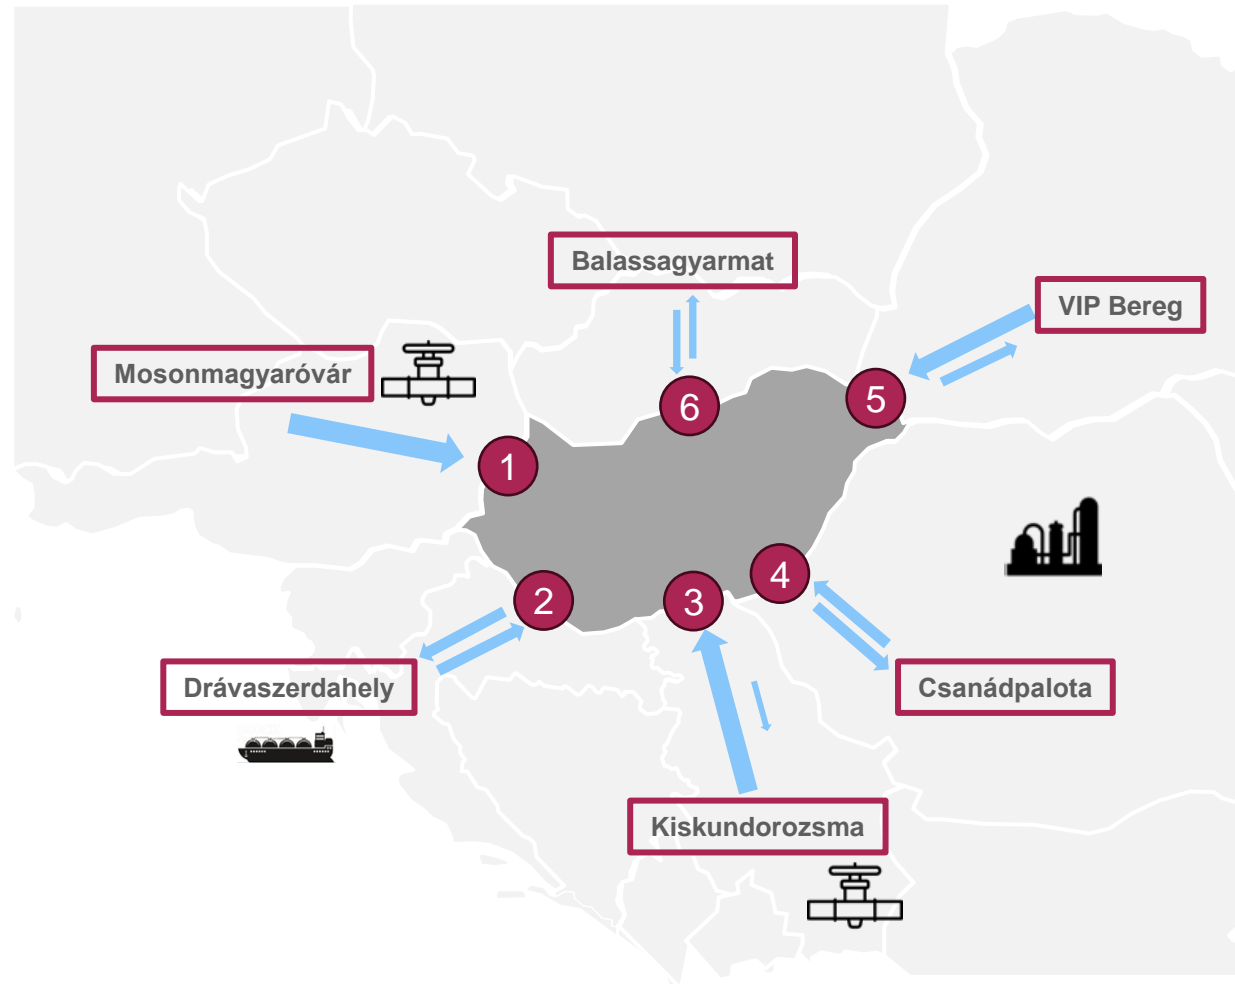 Balassagyarmat
VIP Bereg
Mosonmagyaróvár
6
5
1
4
2
3
Drávaszerdahely
Csanádpalota
Kiskundorozsma